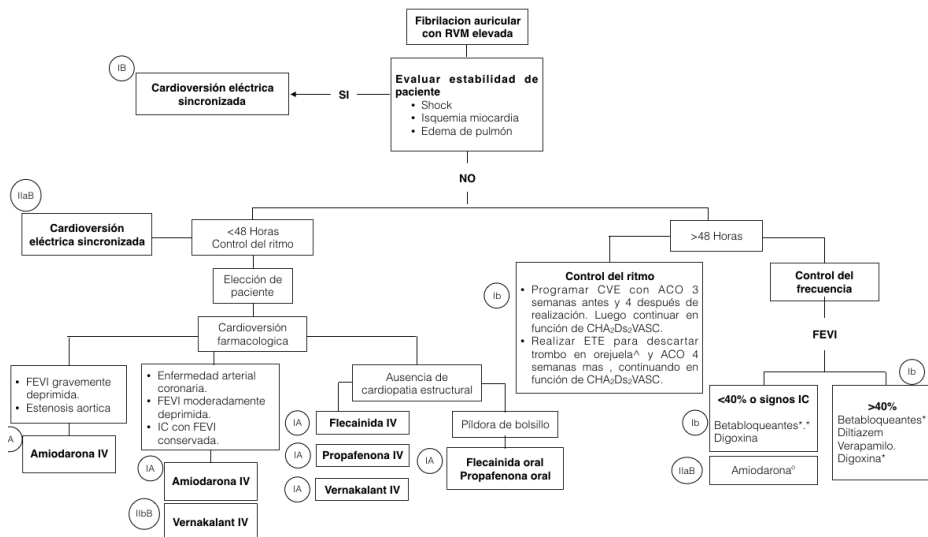 Fibrilacion auricular
con RVM elevada
IB
Cardioversión eléctrica
sincronizada
SI
Evaluar estabilidad de
paciente
• Shock
• Isquemia miocardia
• Edema de pulmón
NO
IIaB
Cardioversión
eléctrica sincronizada
<48 Horas
Control del ritmo
>48 Horas
Elección de
paciente
Ib
Control del ritmo
• Programar CVE con ACO 3
semanas antes y 4 después de
realización. Luego continuar en
función de CHA₂Ds₂VASC.
• Realizar ETE para descartar
trombo en orejuela^ y ACO 4
semanas mas , continuando en
función de CHA₂Ds₂VASC.
Control del
frecuencia
Cardioversión
farmacologica
FEVI
• FEVI gravemente
deprimida.
• Estenosis aortica
• Enfermedad arterial
coronaria.
• FEVI moderadamente
deprimida.
• IC con FEVI
conservada.
Ausencia de
cardiopatia estructural
A
Amiodarona IV
IA
Amiodarona IV
IIbB
Vernakalant IV
IA
Flecainida IV
IA
Propafenona IV
IA
Vernakalant IV
Píldora de bolsillo
IA
Flecainida oral
Propafenona oral
Ib
<40% o signos IC
Betabloqueantes*.*
Digoxina
IIaB
Amiodarona°
Ib
>40%
Betabloqueantes*
Diltiazem
Verapamilo.
Digoxina*